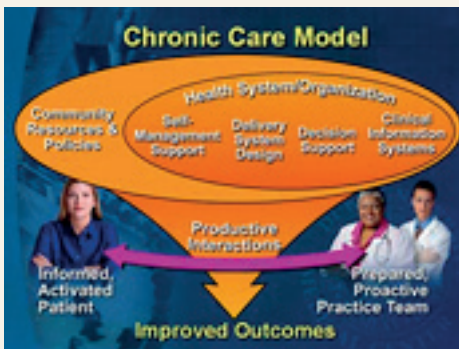 Chronic Care Model
Health System/Organization
Community
Resources &
Policies
Self-
Management
Support
Delivery
System
Design
Decision
Support
Clinical
Information
Systems
Productive
Interactions
Informed,
Activated
Patient
Prepared,
Proactive
Practice Team
Improved Outcomes